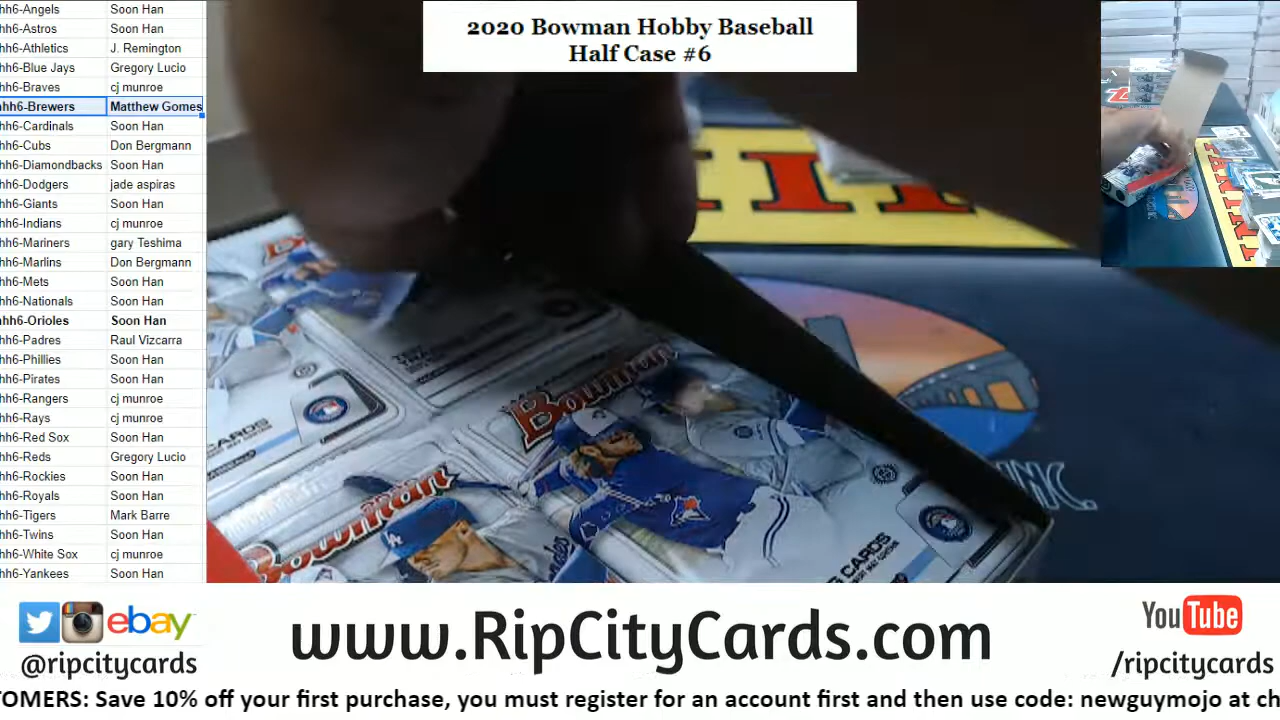 2020 Bowman Hobby Baseball
Half Case #6
hh6-Angels Soon Han
hh6-Astros Soon Han
hh6-Athletics J. Remington
hh6-Blue Jays Gregory Lucio
hh6-Braves cj munroe
hh6-Brewers Matthew Gomes
hh6-Cardinals Soon Han
hh6-Cubs Don Bergmann
hh6-Diamondbacks Soon Han
hh6-Dodgers jade aspiras
hh6-Giants Soon Han
hh6-Indians cj munroe
hh6-Mariners gary Teshima
hh6-Marlins Don Bergmann
hh6-Mets Soon Han
hh6-Nationals Soon Han
hh6-Orioles Soon Han
hh6-Padres Raul Vizcarra
hh6-Phillies Soon Han
hh6-Pirates Soon Han
hh6-Rangers cj munroe
hh6-Rays cj munroe
hh6-Red Sox Soon Han
hh6-Reds Gregory Lucio
hh6-Rockies Soon Han
hh6-Royals Soon Han
hh6-Tigers Mark Barre
hh6-Twins Soon Han
hh6-White Sox cj munroe
hh6-Yankees Soon Han
Bowman
Bowman
CARDS
CARDS
INC
ebay
@ripcitycards
www.RipCityCards.com
YouTube
/ripcitycards
TOMERS: Save 10% off your first purchase, you must register for an account first and then use code: newguymojo at ch